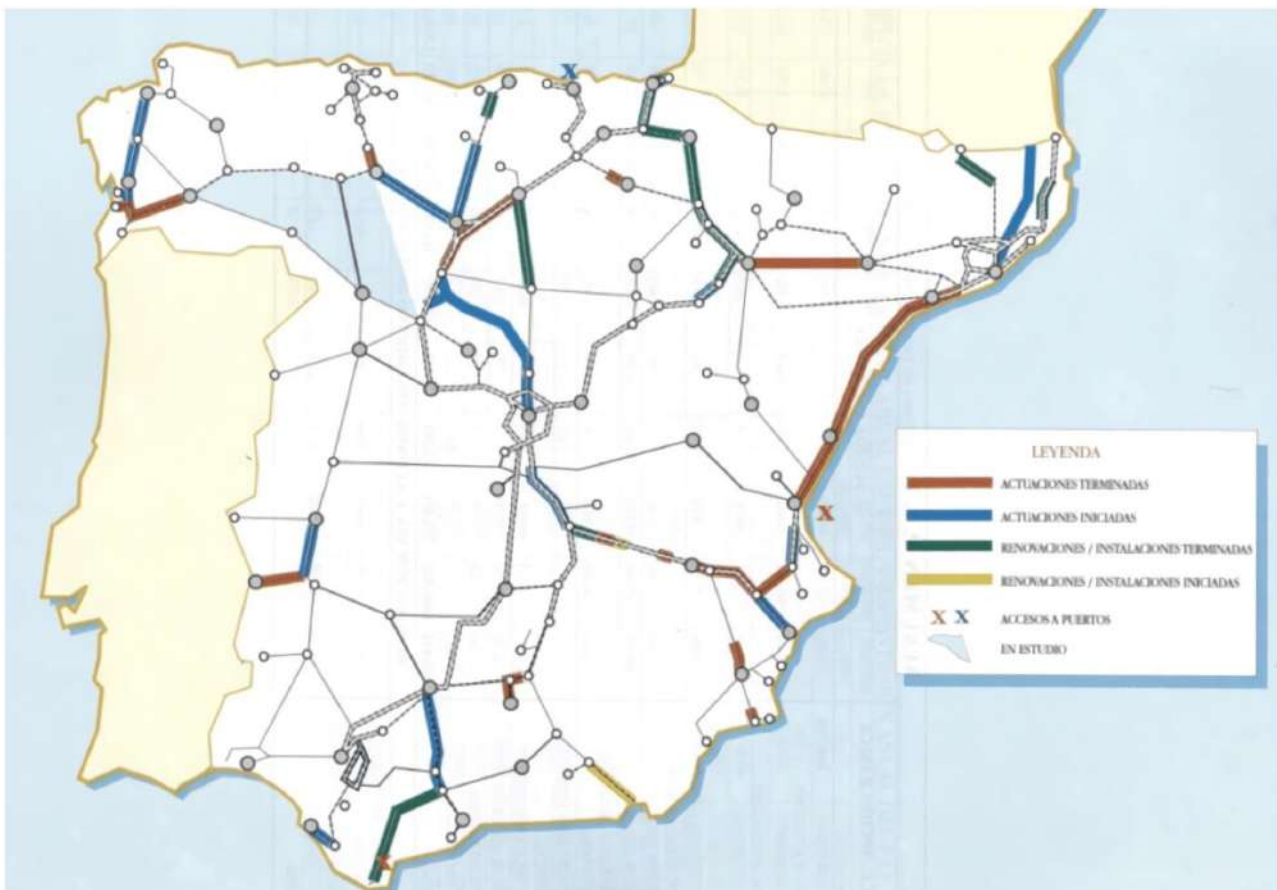 LEYENDA
ACTUACIONES TERMINADAS
ACTUACIONES INICIADAS
RENOVACIONES / INSTALACIONES TERMINADAS
RENOVACIONES / INSTALACIONES INICIADAS
X X ACCESOS A PUERTOS
EN ESTUDIO
X
X
X